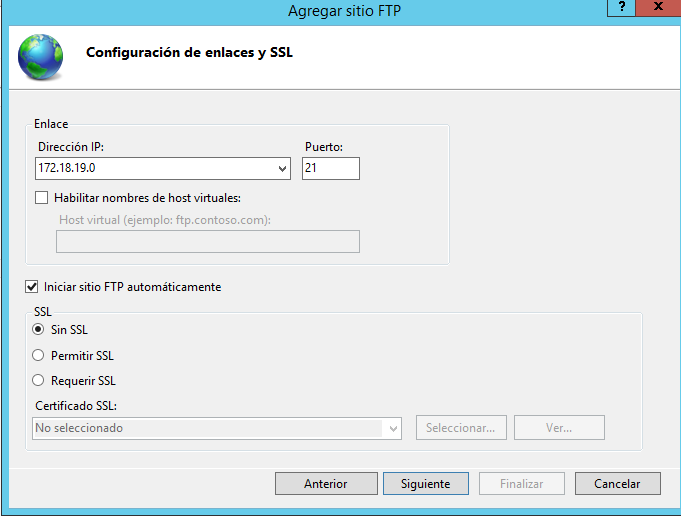 Agregar sitio FTP
? X
Configuración de enlaces y SSL
Enlace
Dirección IP: Puerto:
172.18.19.0 21
Habilitar nombres de host virtuales:
Host virtual (ejemplo: ftp.contoso.com):
Iniciar sitio FTP automáticamente
SSL
Sin SSL
Permitir SSL
Requerir SSL
Certificado SSL:
No seleccionado Seleccionar... Ver...
Anterior Siguiente Finalizar Cancelar